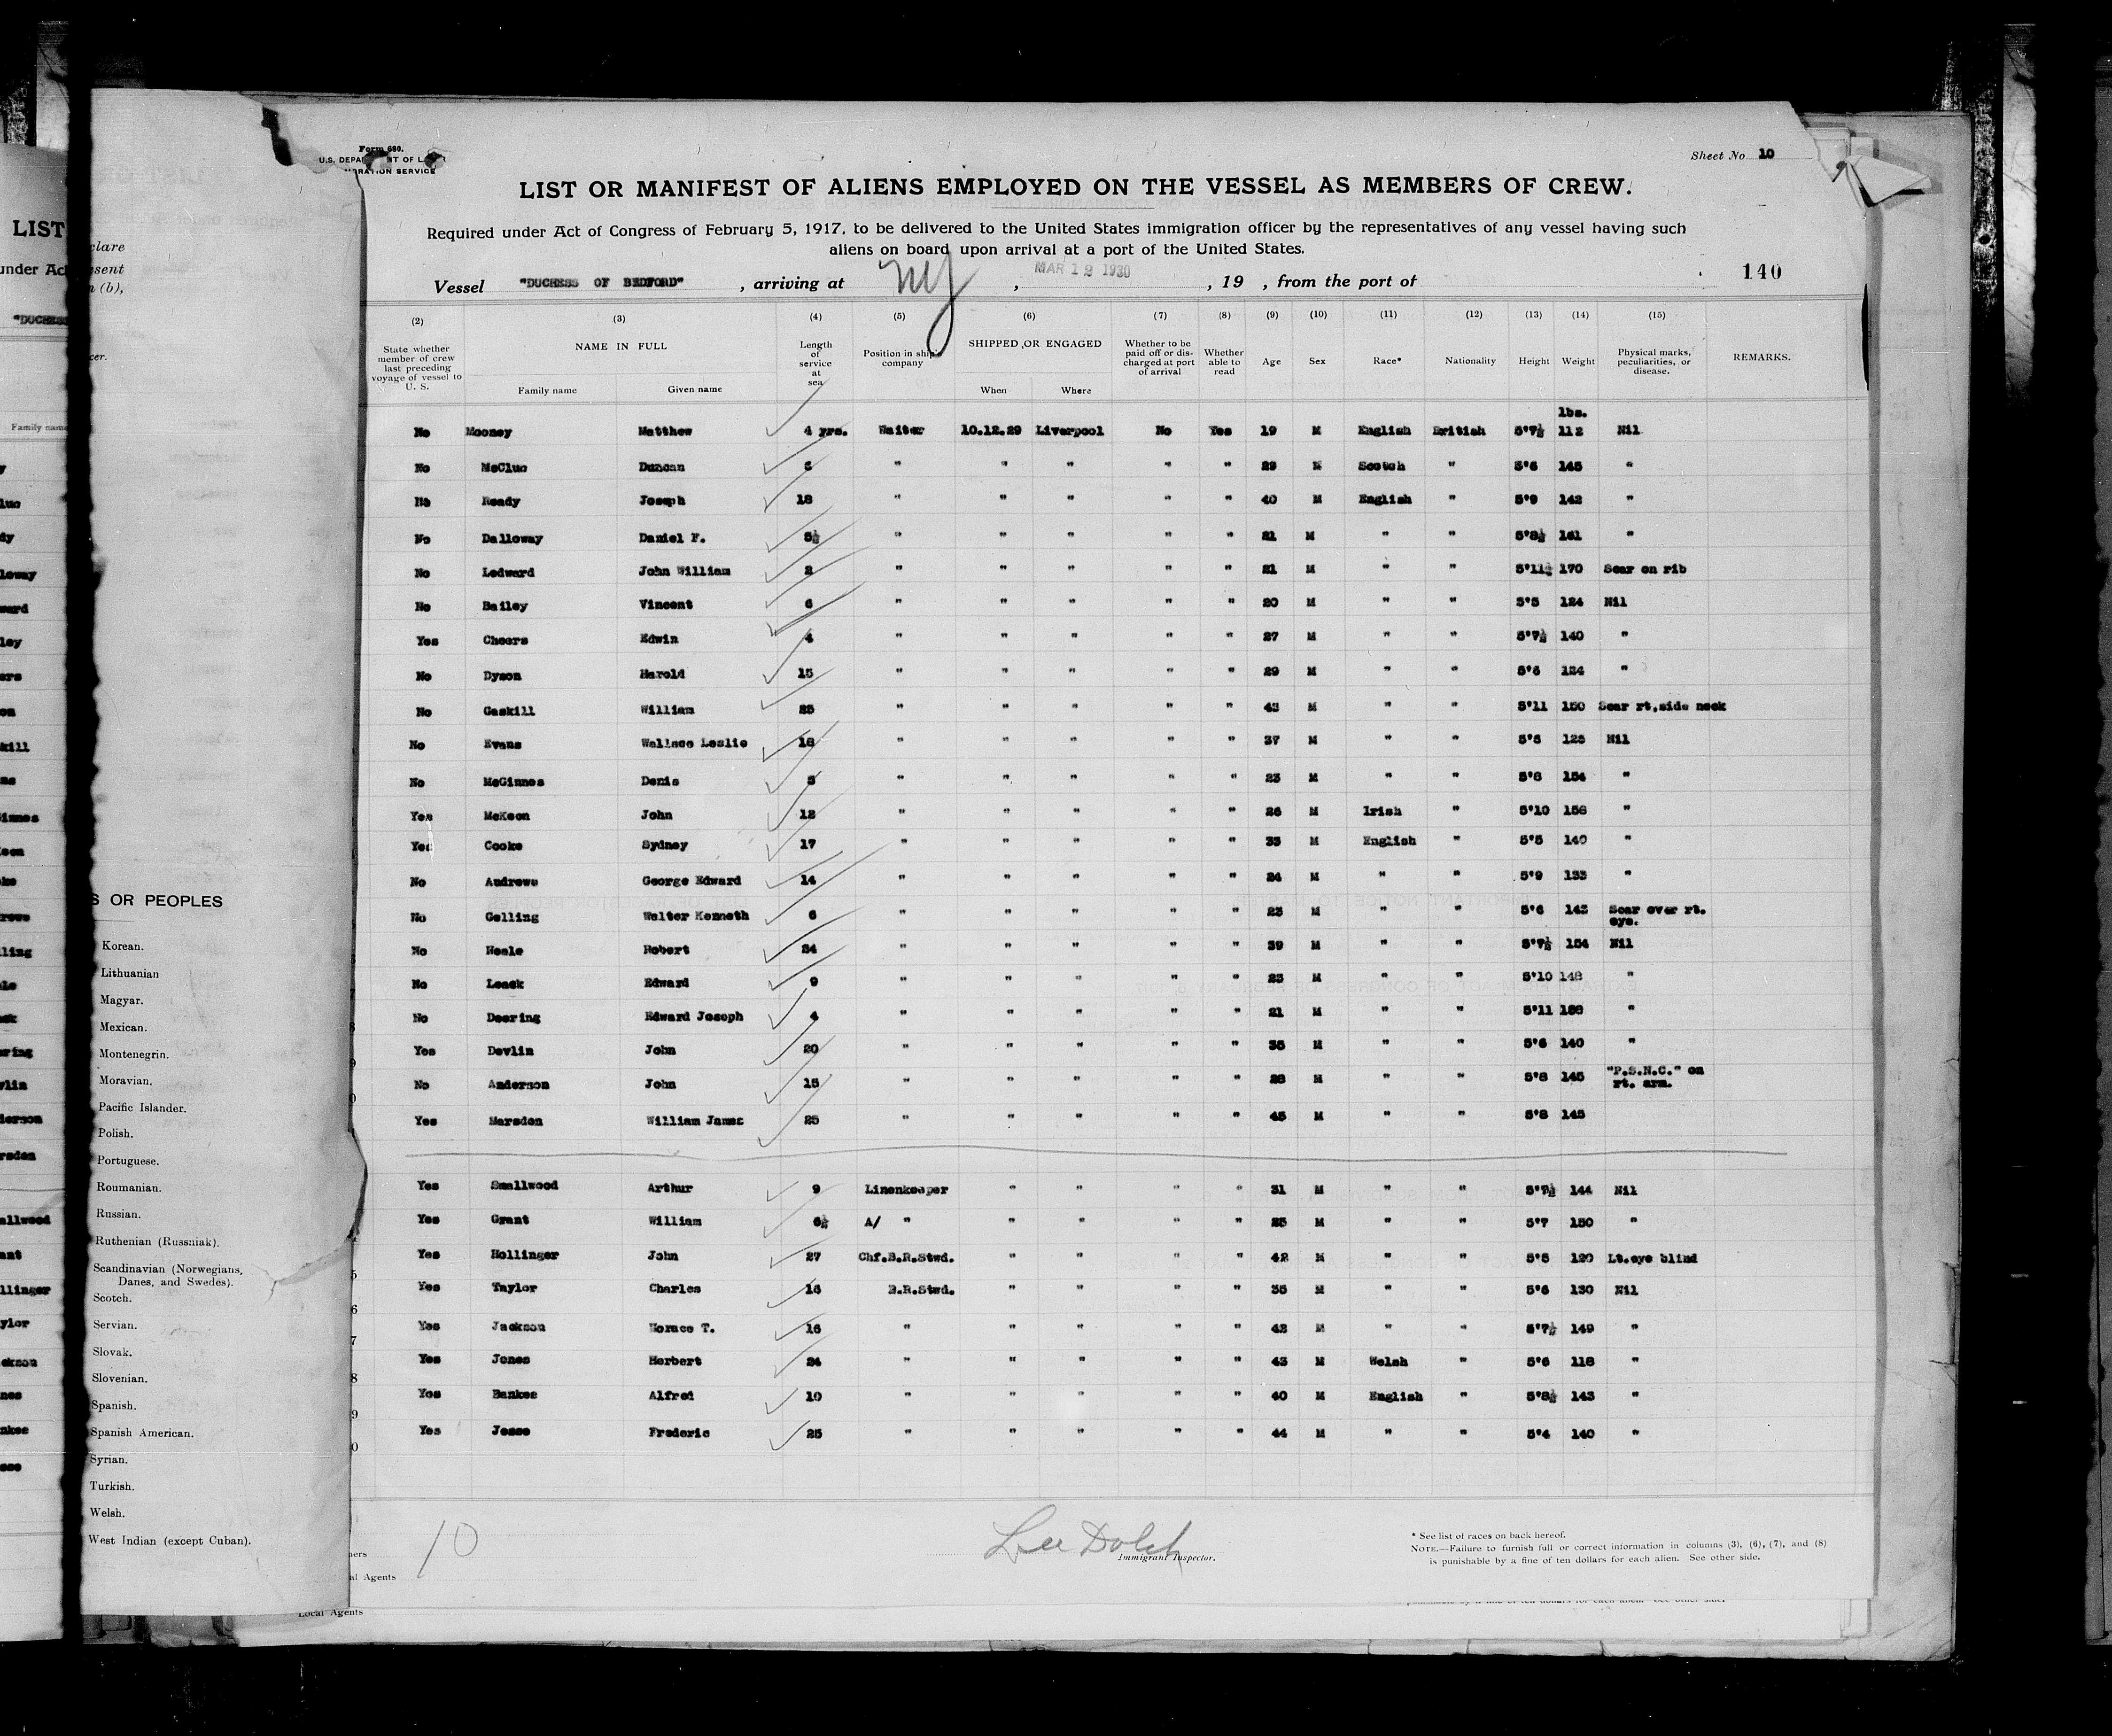 Form 680.
Sheet No. 10
LIST OR MANIFEST OF ALIENS EMPLOYED ON THE VESSEL AS MEMBERS OF CREW.
Required under Act of Congress of February 5, 1917, to be delivered to the United States immigration officer by the representatives of any vessel having such
aliens on board upon arrival at a port of the United States.
Vessel "DUCHESS OF BEDFORD" , arriving at NY , MAR 12 1930 , 19 , from the port of 140
(2) (3) (4) (5) (6) (7) (8) (9) (10) (11) (12) (13) (14) (15)
State whether member of crew last preceding voyage of vessel to U. S. NAME IN FULL Family name Given name Length of service at sea Position in ship's company SHIPPED OR ENGAGED When Where Whether to be paid off or discharged at port of arrival Whether able to read Age Sex Race* Nationality Height Weight Physical marks, peculiarities, or disease. REMARKS.
lbs.
No Mooney Matthew 4 yrs. Waiter 10.12.29 Liverpool No Yes 19 M English British 5'7½ 112 Nil
No Duncan " " " " " 29 M Scotch " 5'6 145 "
No Ready Joseph 18 " " " " " 40 M English " 5'9 142 "
No Dalloway Daniel F. 5½ " " " " " 21 M " " 5'8½ 161 "
No Ledward John William 2 " " " " " 21 M " " 5'11½ 170 Scar on rib
No Bailey Vincent 6 " " " " " 20 M " " 5'5 124 Nil
Yes Cheers Edwin 4 " " " " " 27 M " " 5'7½ 140 "
No Dyson Harold 15 " " " " " 29 M " " 5'6 134 "
No Gaskill William 25 " " " " " 43 M " " 5'11 150 Scar rt.side neck
No Evans Wallace Leslie 16 " " " " " 37 M " " 125 Nil
No McGinnes Denis 5 " " " " " 23 M " " 5'8 154 "
Yes McKeon John 12 " " " " " 26 M Irish " 5'10 156 "
Yes Cooke Sydney 17 " " " " " 33 M English " 5'5 140 "
No Andrews George Edward 14 " " " " " 24 M " " 5'9 133 "
No Gelling Walter Kenneth 6 " " " " " 23 M " " 5'6 143 Scar over rt.
eye.
No Neale Robert 24 " " " " " 39 M " " 5'7½ 154 Nil
No Leack Edward 9 " " " " " 23 M " " 5'10 148 "
No Deering Edward Joseph 4 " " " " " 21 M " " 5'11 "
Yes Devlin John 20 " " " " " 35 M " " 5'6 140 "
No Anderson John 15 " " " " " 28 M " " 5'8 145 "P.S.N.C." on
rt. arm.
Yes Marsden William James 25 " " " " " 45 M " " 5'8 145
Yes Smallwood Arthur 9 Linenkeeper " " " " 31 M " " 5'7½ 144 Nil
Yes Grant William 6½ A/ " " " " " 25 M " " 5'7 150 "
Yes Hollinger John 27 Chf.B.R.Stwd. " " " " 42 M " " 5'5 120 Lt.eye blind
Yes Taylor Charles 16 B.R.Stwd. " " " " 35 M " " 5'6 130 Nil
Yes Jackson Horace T. 16 " " " " " 42 M " " 5'7½ 149 "
Yes Jones Herbert 24 " " " " " 43 M Welsh " 5'6 118 "
Yes Bankes Alfred 10 " " " " " 40 M English " 5'8½ 143 "
Yes Jesse Frederic 25 " " " " " 44 M " " 5'4 140 "
10
Immigrant Inspector.
* See list of races on back hereof.
NOTE.—Failure to furnish full or correct information in columns (3), (6), (7), and (8)
is punishable by a fine of ten dollars for each alien. See other side.
Local Agents
S OR PEOPLES
Korean.
Lithuanian
Magyar.
Mexican.
Montenegrin.
Moravian.
Pacific Islander.
Polish.
Portuguese.
Roumanian.
Russian.
Ruthenian (Russniak).
Scandinavian (Norwegians,
Danes, and Swedes).
Scotch.
Servian.
Slovak.
Slovenian.
Spanish.
Spanish American.
Syrian.
Turkish.
Welsh.
West Indian (except Cuban).